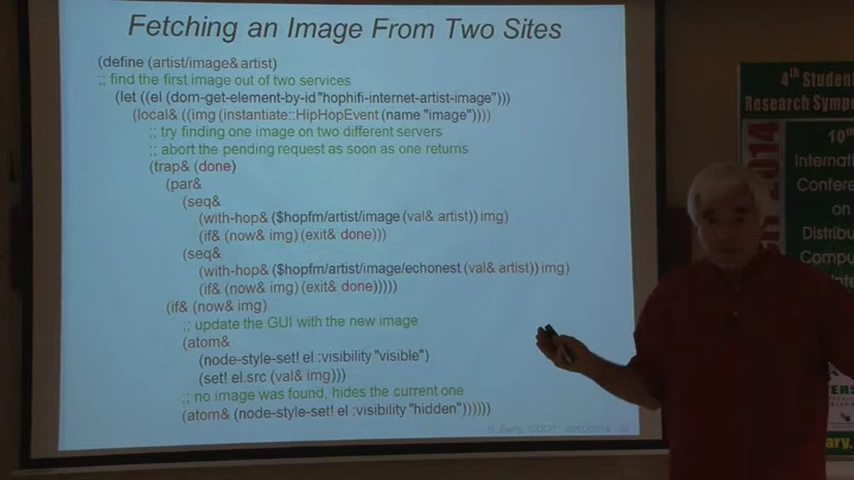 Fetching an Image From Two Sites
(define (artist/image& artist)
;; find the first image out of two services
(let ((el (dom-get-element-by-id "hophifi-internet-artist-image")))
(local& ((img (instantiate::HipHopEvent (name "image"))))
;; try finding one image on two different servers
;; abort the pending request as soon as one returns
(trap& (done)
(par&
(seq&
(with-hop& ($hopfm/artist/image (val& artist)) img)
(if& (now& img) (exit& done)))
(seq&
(with-hop& ($hopfm/artist/image/echonest (val& artist)) img)
(if& (now& img) (exit& done)))))
(if& (now& img)
;; update the GUI with the new image
(atom&
(node-style-set! el :visibility "visible")
(set! el.src (val& img)))
;; no image was found, hides the current one
(atom& (node-style-set! el :visibility "hidden"))))))
4th Student
Research Symp
2014
10th
Internati
Confere
on
Distribu
Compu